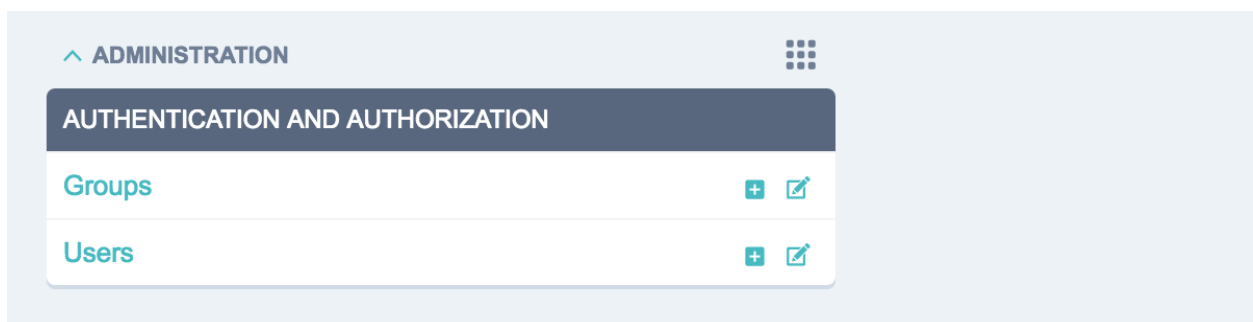 ADMINISTRATION
AUTHENTICATION AND AUTHORIZATION
Groups
Users